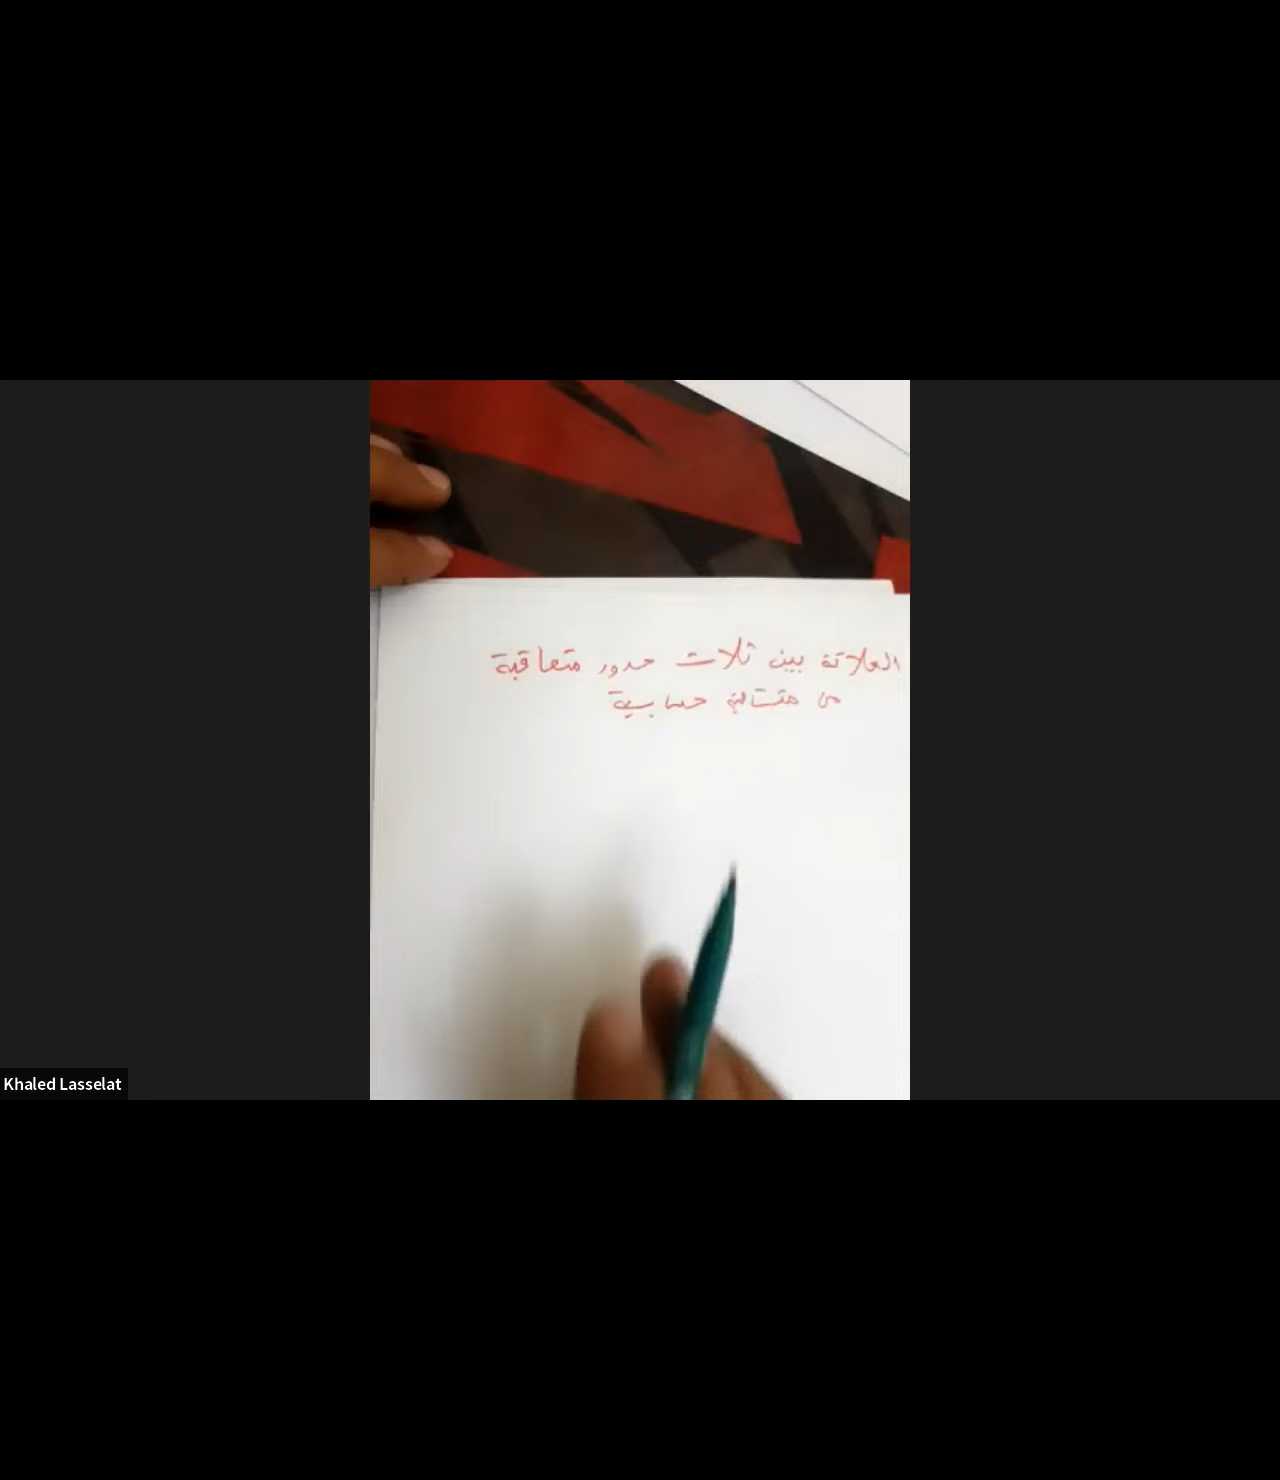 العلاقة بين ثلاث حدود متعاقبة
من متتالية حسابية
Khaled Lasselat